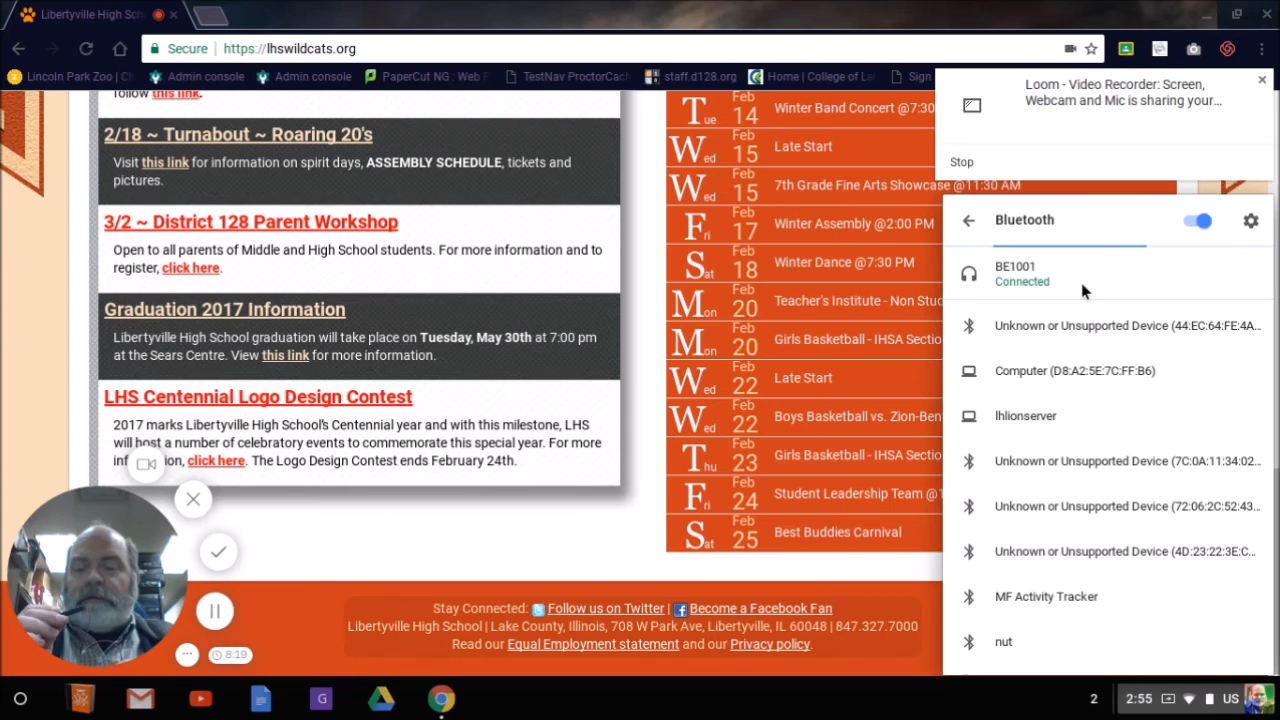 Libertyville High Sch
Secure https://lhswildcats.org
Lincoln Park Zoo | C
Admin console
Admin console
PaperCut NG : Web
TestNav ProctorCach
staff.d128.org
Home | College of La
Sign
follow this link.
2/18 ~ Turnabout ~ Roaring 20's
Visit this link for information on spirit days, ASSEMBLY SCHEDULE, tickets and
pictures.
3/2 ~ District 128 Parent Workshop
Open to all parents of Middle and High School students. For more information and to
register, click here.
Graduation 2017 Information
Libertyville High School graduation will take place on Tuesday, May 30th at 7:00 pm
at the Sears Centre. View this link for more information.
LHS Centennial Logo Design Contest
2017 marks Libertyville High School's Centennial year and with this milestone, LHS
will host a number of celebratory events to commemorate this special year. For more
click here. The Logo Design Contest ends February 24th.
8:19
Tue Feb 14 Winter Band Concert @7:30
Wed Feb 15 Late Start
Wed Feb 15 7th Grade Fine Arts Showcase @11:30 AM
Fri Feb 17 Winter Assembly @2:00 PM
Sat Feb 18 Winter Dance @7:30 PM
Mon Feb 20 Teacher's Institute - Non Stud
Mon Feb 20 Girls Basketball - IHSA Sectio
Wed Feb 22 Late Start
Wed Feb 22 Boys Basketball vs. Zion-Ben
Thu Feb 23 Girls Basketball - IHSA Sectio
Fri Feb 24 Student Leadership Team @
Sat Feb 25 Best Buddies Carnival
Loom - Video Recorder: Screen,
Webcam and Mic is sharing your...
Stop
Bluetooth
BE1001
Connected
Unknown or Unsupported Device (44:EC:64:FE:4A...
Computer (D8:A2:5E:7C:FF:B6)
lhlionserver
Unknown or Unsupported Device (7C:0A:11:34:02...
Unknown or Unsupported Device (72:06:2C:52:43...
Unknown or Unsupported Device (4D:23:22:3E:C...
MF Activity Tracker
nut
Stay Connected: Follow us on Twitter | Become a Facebook Fan
Libertyville High School | Lake County, Illinois, 708 W Park Ave, Libertyville, IL 60048 | 847.327.7000
Read our Equal Employment statement and our Privacy policy.
G
2
2:55
US